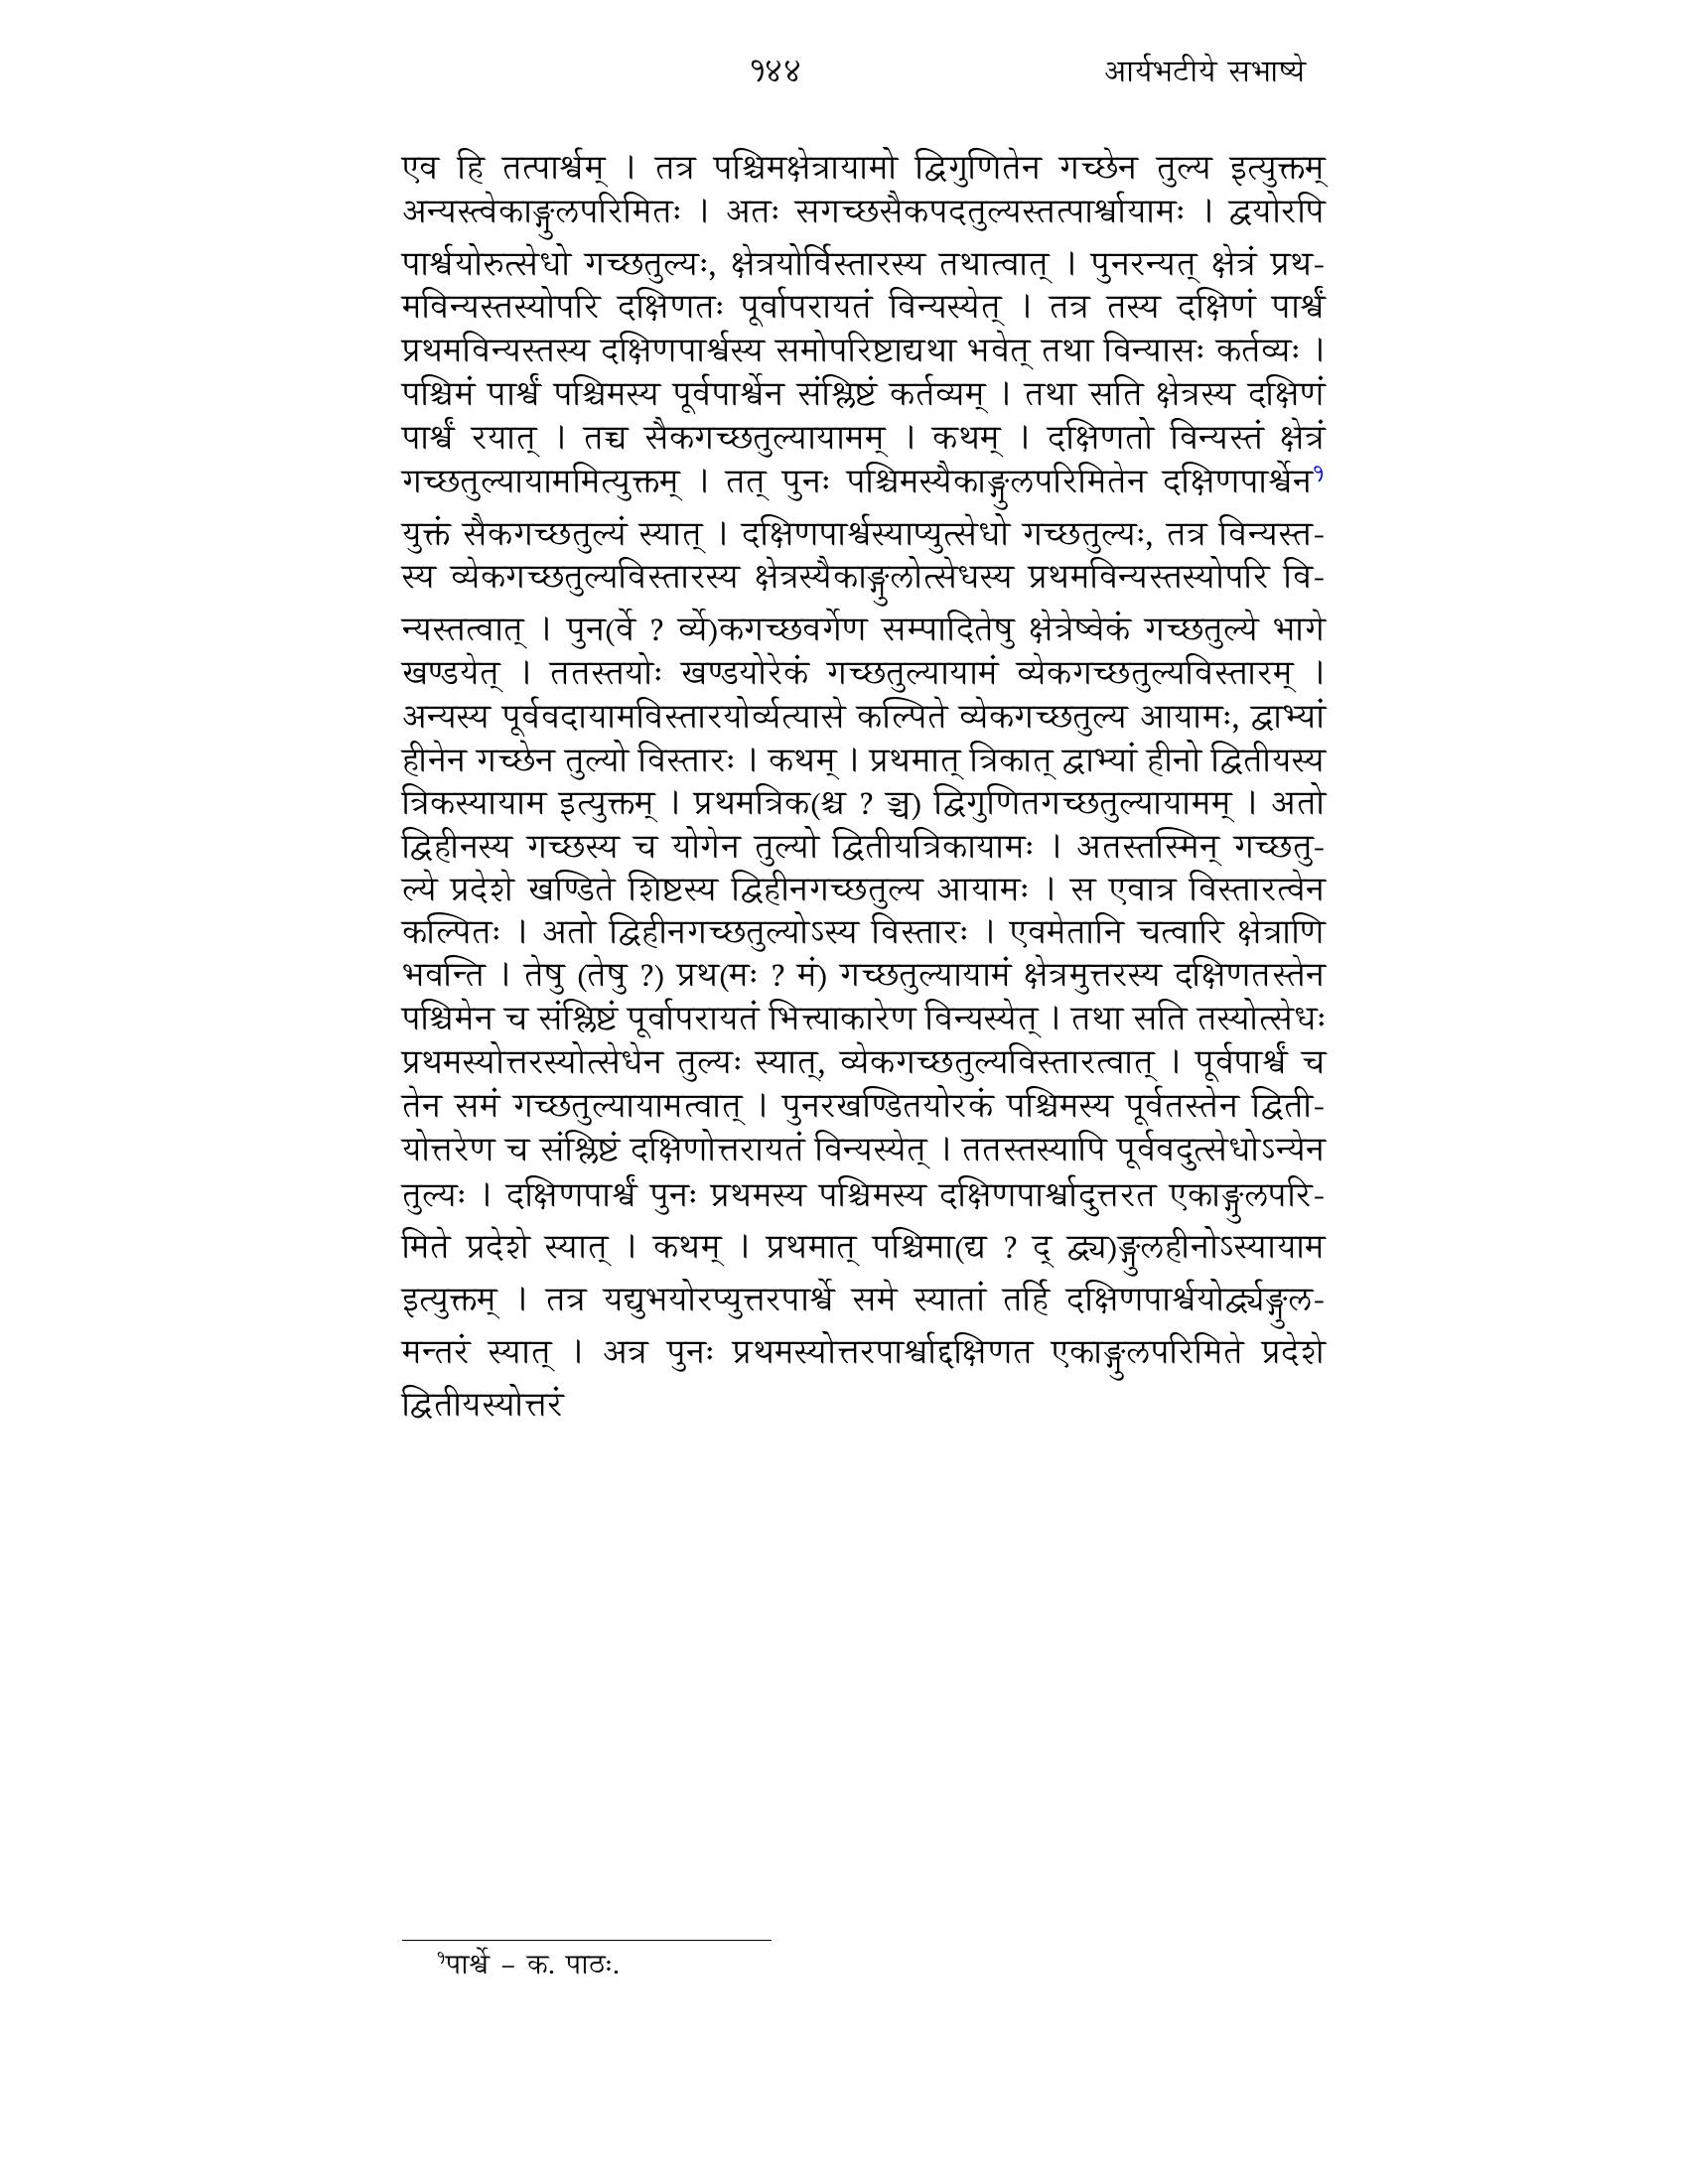 १४४ आर्यभटीये सभाष्ये
एव हि तत्पार्श्वम् । तत्र पश्चिमक्षेत्रायामो द्विगुणितेन गच्छेन तुल्य इत्युक्तम्
अन्यस्त्वेकाङ्गुलपरिमितः । अतः सगच्छसैकपदतुल्यस्तत्पार्श्वायामः । द्वयोरपि
पार्श्वयोरुत्सेधो गच्छतुल्यः, क्षेत्रयोर्विस्तारस्य तथात्वात् । पुनरन्यत् क्षेत्रं प्रथ-
मविन्यस्तस्योपरि दक्षिणतः पूर्वापरायतं विन्यस्येत् । तत्र तस्य दक्षिणं पार्श्वं
प्रथमविन्यस्तस्य दक्षिणपार्श्वस्य समोपरिष्टाद्यथा भवेत् तथा विन्यासः कर्तव्यः ।
पश्चिमं पार्श्वं पश्चिमस्य पूर्वपार्श्वेन संश्लिष्टं कर्तव्यम् । तथा सति क्षेत्रस्य दक्षिणं
पार्श्वं रयात् । तच्च सैकगच्छतुल्यायामम् । कथम् । दक्षिणतो विन्यस्तं क्षेत्रं
गच्छतुल्यायाममित्युक्तम् । तत् पुनः पश्चिमस्यैकाङ्गुलपरिमितेन दक्षिणपार्श्वेन१
युक्तं सैकगच्छतुल्यं स्यात् । दक्षिणपार्श्वस्याप्युत्सेधो गच्छतुल्यः, तत्र विन्यस्त-
स्य व्येकगच्छतुल्यविस्तारस्य क्षेत्रस्यैकाङ्गुलोत्सेधस्य प्रथमविन्यस्तस्योपरि वि-
न्यस्तत्वात् । पुन(र्वे ? र्व्ये)कगच्छवर्गेण सम्पादितेषु क्षेत्रेष्वेकं गच्छतुल्ये भागे
खण्डयेत् । ततस्तयोः खण्डयोरेकं गच्छतुल्यायामं व्येकगच्छतुल्यविस्तारम् ।
अन्यस्य पूर्ववदायामविस्तारयोर्व्यत्यासे कल्पिते व्येकगच्छतुल्य आयामः, द्वाभ्यां
हीनेन गच्छेन तुल्यो विस्तारः । कथम् । प्रथमात् त्रिकात् द्वाभ्यां हीनो द्वितीयस्य
त्रिकस्यायाम इत्युक्तम् । प्रथमत्रिक(श्च ? ञ्च) द्विगुणितगच्छतुल्यायामम् । अतो
द्विहीनस्य गच्छस्य च योगेन तुल्यो द्वितीयत्रिकायामः । अतस्तस्मिन् गच्छतु-
ल्ये प्रदेशे खण्डिते शिष्टस्य द्विहीनगच्छतुल्य आयामः । स एवात्र विस्तारत्वेन
कल्पितः । अतो द्विहीनगच्छतुल्योऽस्य विस्तारः । एवमेतानि चत्वारि क्षेत्राणि
भवन्ति । तेषु (तेषु ?) प्रथ(मः ? मं) गच्छतुल्यायामं क्षेत्रमुत्तरस्य दक्षिणतस्तेन
पश्चिमेन च संश्लिष्टं पूर्वापरायतं भित्त्याकारेण विन्यस्येत् । तथा सति तस्योत्सेधः
प्रथमस्योत्तरस्योत्सेधेन तुल्यः स्यात्, व्येकगच्छतुल्यविस्तारत्वात् । पूर्वपार्श्वं च
तेन समं गच्छतुल्यायामत्वात् । पुनरखण्डितयोरकं पश्चिमस्य पूर्वतस्तेन द्विती-
योत्तरेण च संश्लिष्टं दक्षिणोत्तरायतं विन्यस्येत् । ततस्तस्यापि पूर्ववदुत्सेधोऽन्येन
तुल्यः । दक्षिणपार्श्वं पुनः प्रथमस्य पश्चिमस्य दक्षिणपार्श्वादुत्तरत एकाङ्गुलपरि-
मिते प्रदेशे स्यात् । कथम् । प्रथमात् पश्चिमा(द्य ? द् द्व्य)ङ्गुलहीनोऽस्यायाम
इत्युक्तम् । तत्र यद्युभयोरप्युत्तरपार्श्वे समे स्यातां तर्हि दक्षिणपार्श्वयोर्द्व्यङ्गुल-
मन्तरं स्यात् । अत्र पुनः प्रथमस्योत्तरपार्श्वाद्दक्षिणत एकाङ्गुलपरिमिते प्रदेशे
द्वितीयस्योत्तरं
१पार्श्वे – क. पाठः.